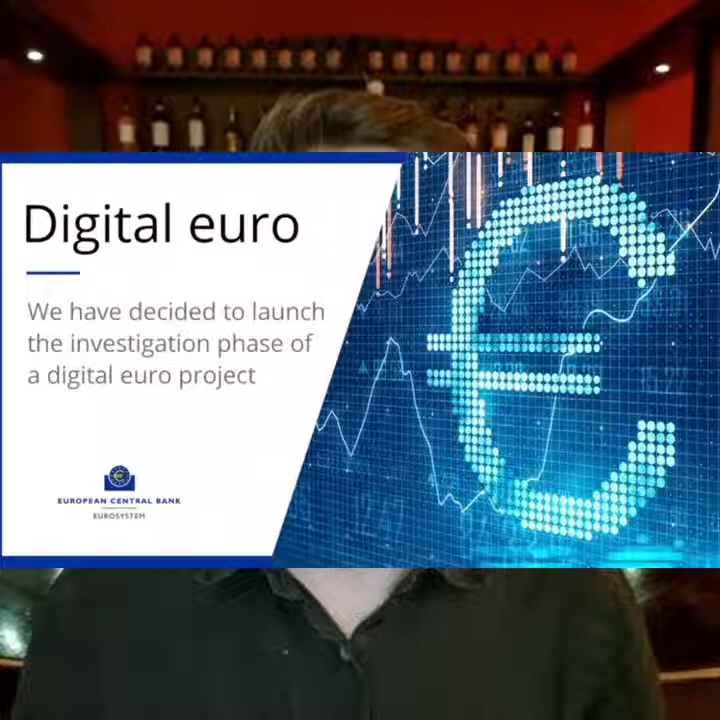 Digital euro
We have decided to launch
the investigation phase of
a digital euro project
EUROPEAN CENTRAL BANK
EUROSYSTEM